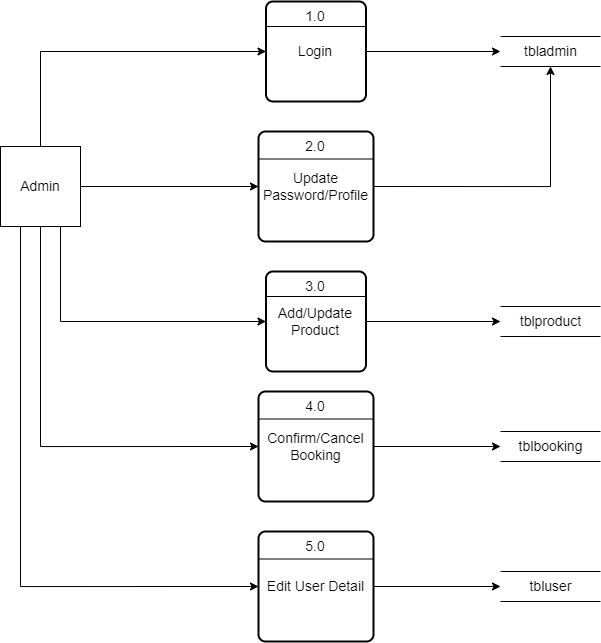 1.0
Login
tbladmin
2.0
Update
Password/Profile
Admin
3.0
Add/Update
Product
tblproduct
4.0
Confirm/Cancel
Booking
tblbooking
5.0
Edit User Detail
tbluser